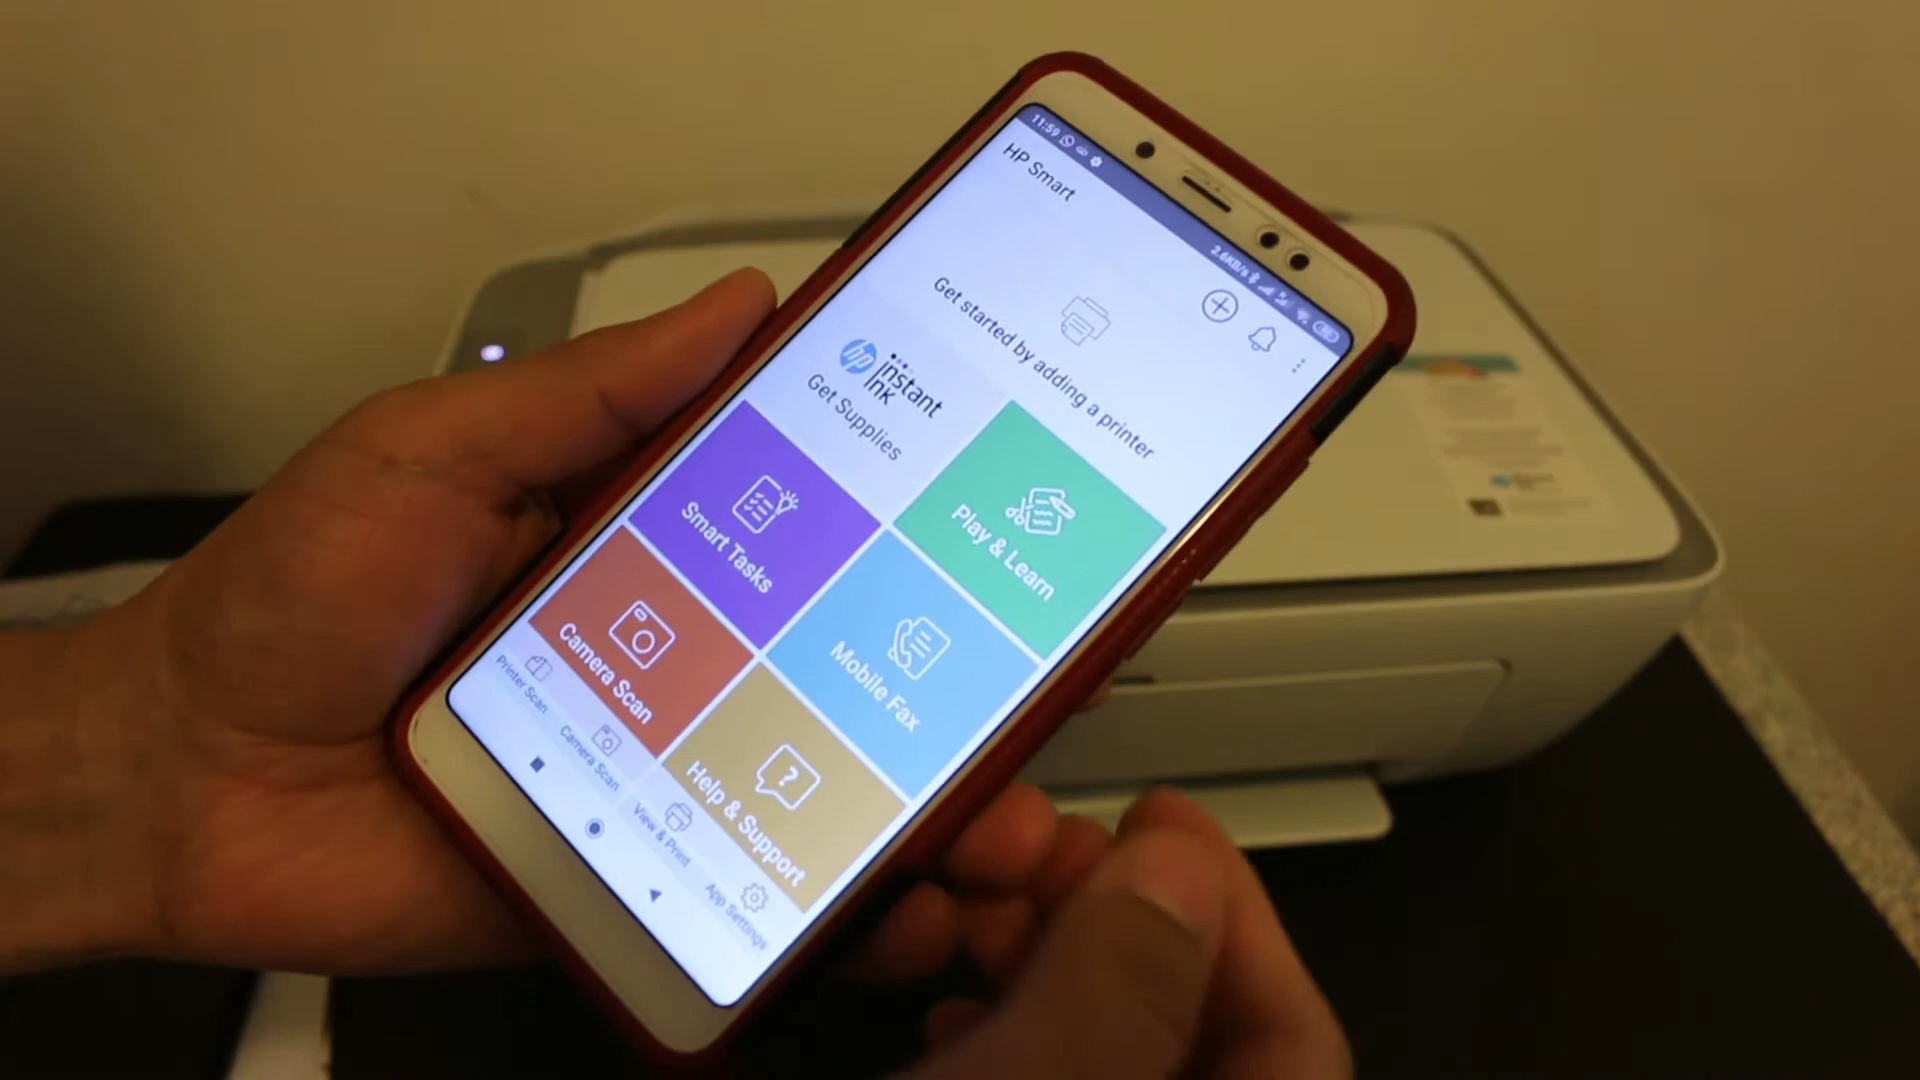 11:59
2.6KB/s
HP Smart
Get started by adding a printer
hp instant
ink
Get Supplies
Play & Learn
Smart Tasks
Mobile Fax
Camera Scan
Help & Support
Printer Scan
Camera Scan
View & Print
App Settings